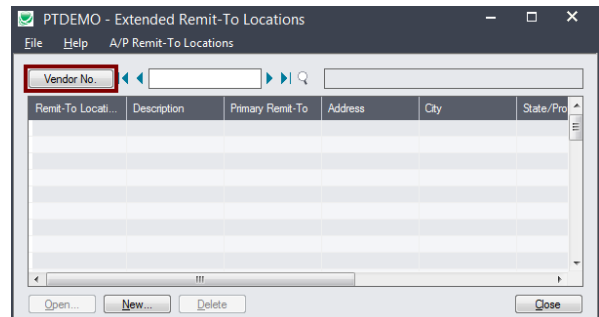 PTDEMO - Extended Remit-To Locations
File Help A/P Remit-To Locations
Vendor No.
Remit-To Locati... Description Primary Remit-To Address City State/Pro
Open... New... Delete Close